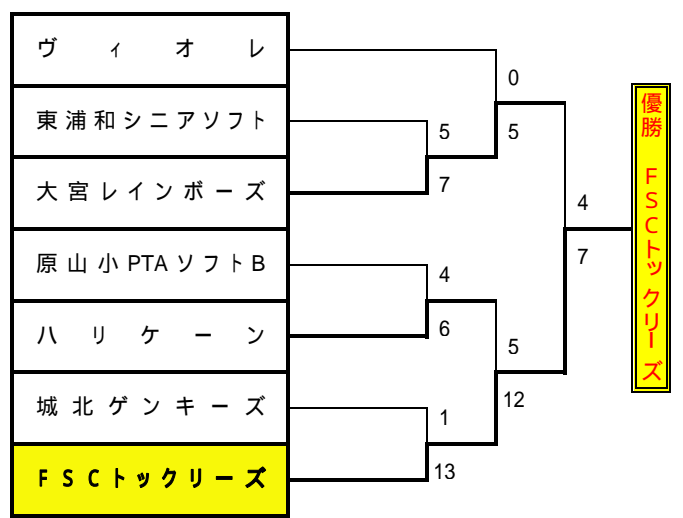 ヴィオレ
0
東浦和シニアソフト
5
5
大宮レインボーズ
7
4
原山小PTAソフトB
4
7
ハリケーン
6
5
城北ゲンキーズ
1
12
FSCトックリーズ
13
優勝 FSCトックリーズ